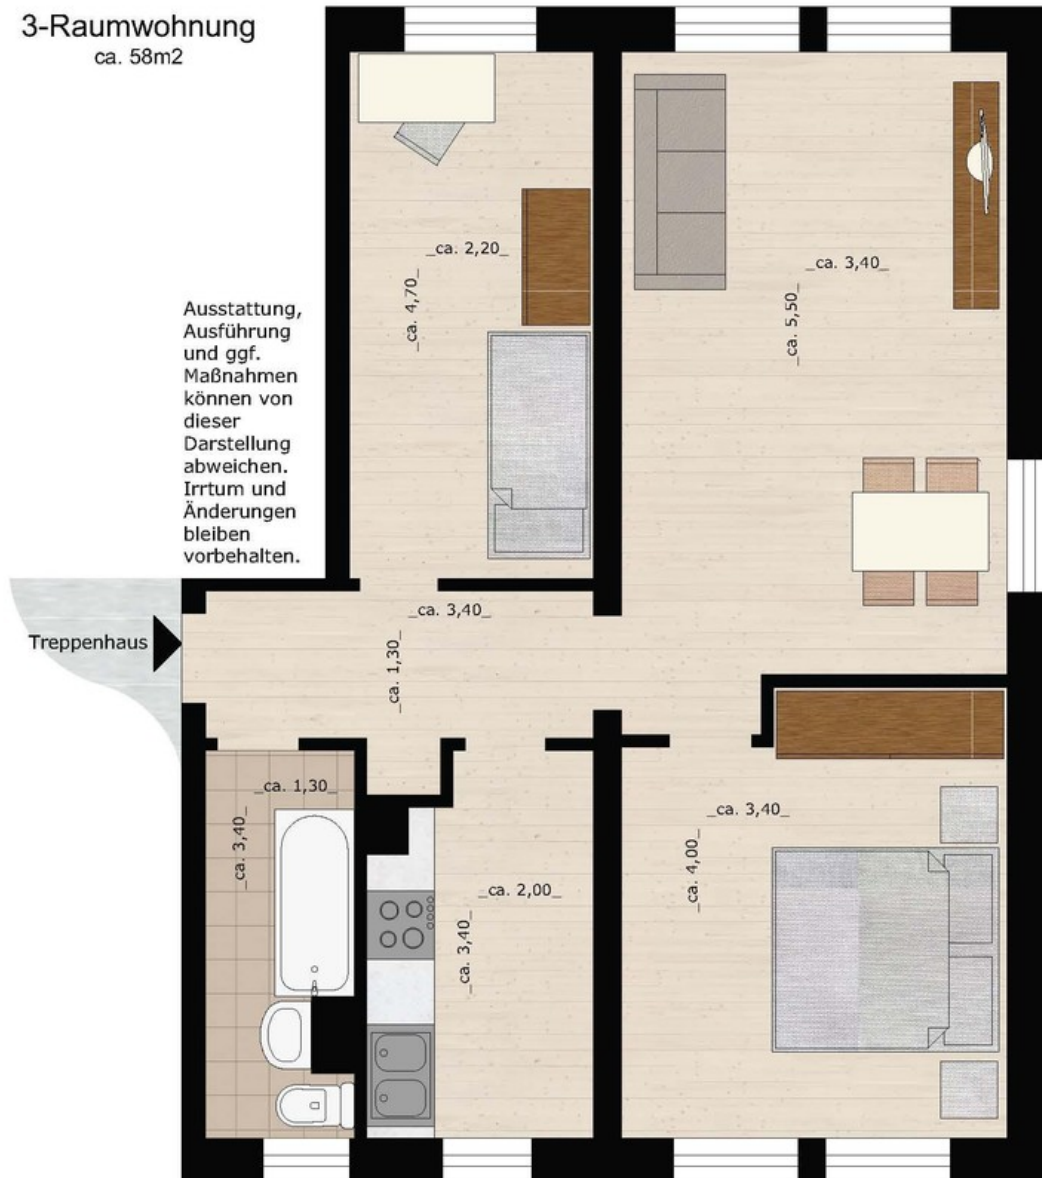 3-Raumwohnung
ca. 58m2
_ca. 2,20_
_ca. 4,70_
_ca. 3,40_
_ca. 5,50_
Ausstattung,
Ausführung
und ggf.
Maßnahmen
können von
dieser
Darstellung
abweichen.
Irrtum und
Änderungen
bleiben
vorbehalten.
Treppenhaus
_ca. 3,40_
_ca. 1,30_
_ca. 1,30_
_ca. 3,40_
_ca. 2,00_
_ca. 3,40_
_ca. 3,40_
_ca. 4,00_